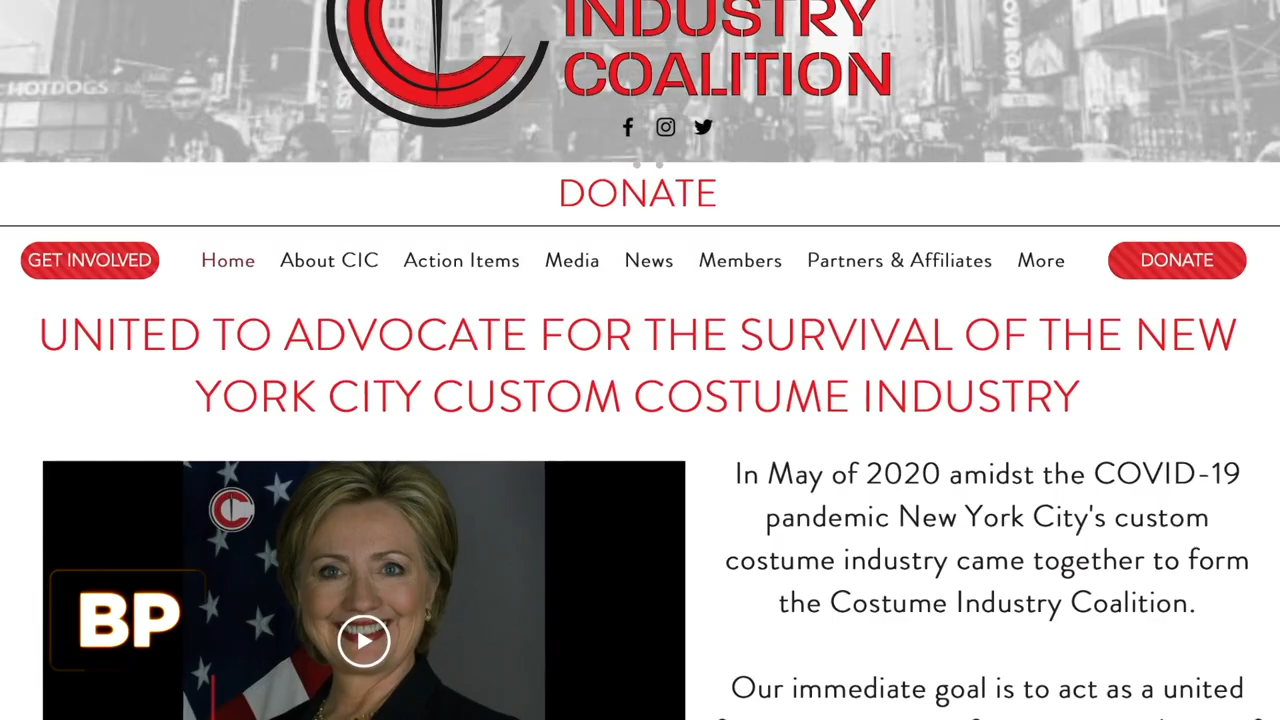 INDUSTRY
COALITION
HOTDOGS
DONATE
GET INVOLVED Home About CIC Action Items Media News Members Partners & Affiliates More DONATE
UNITED TO ADVOCATE FOR THE SURVIVAL OF THE NEW
YORK CITY CUSTOM COSTUME INDUSTRY
In May of 2020 amidst the COVID-19
pandemic New York City's custom
costume industry came together to form
the Costume Industry Coalition.
BP
Our immediate goal is to act as a united